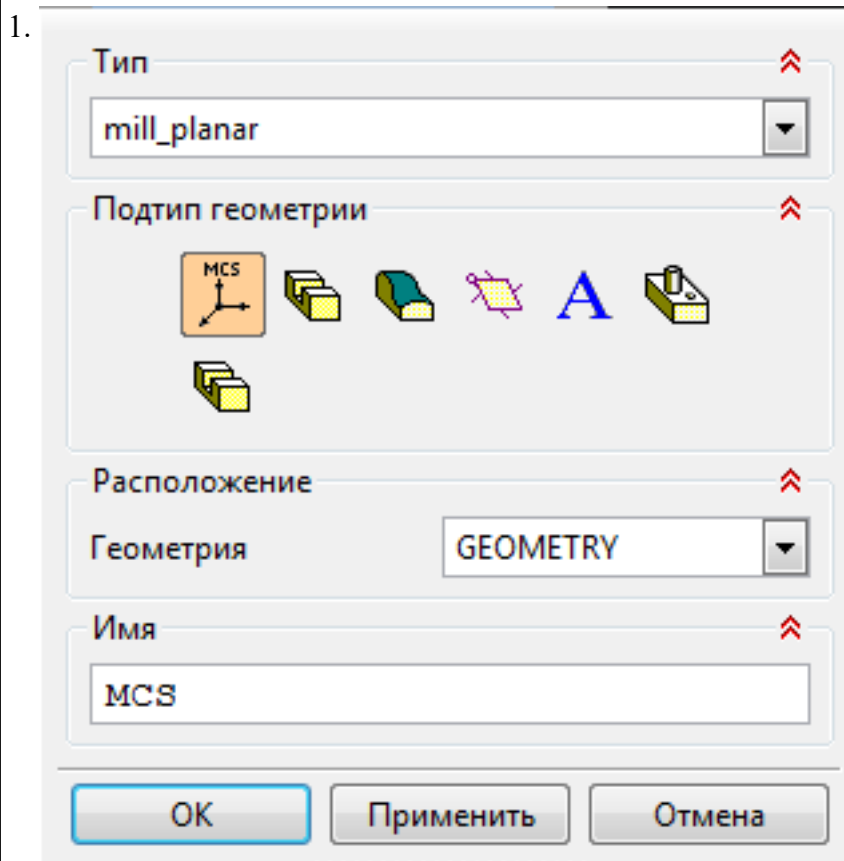 1.
Тип
mill_planar
Подтип геометрии
MCS
A
Расположение
Геометрия GEOMETRY
Имя
MCS
OK Применить Отмена